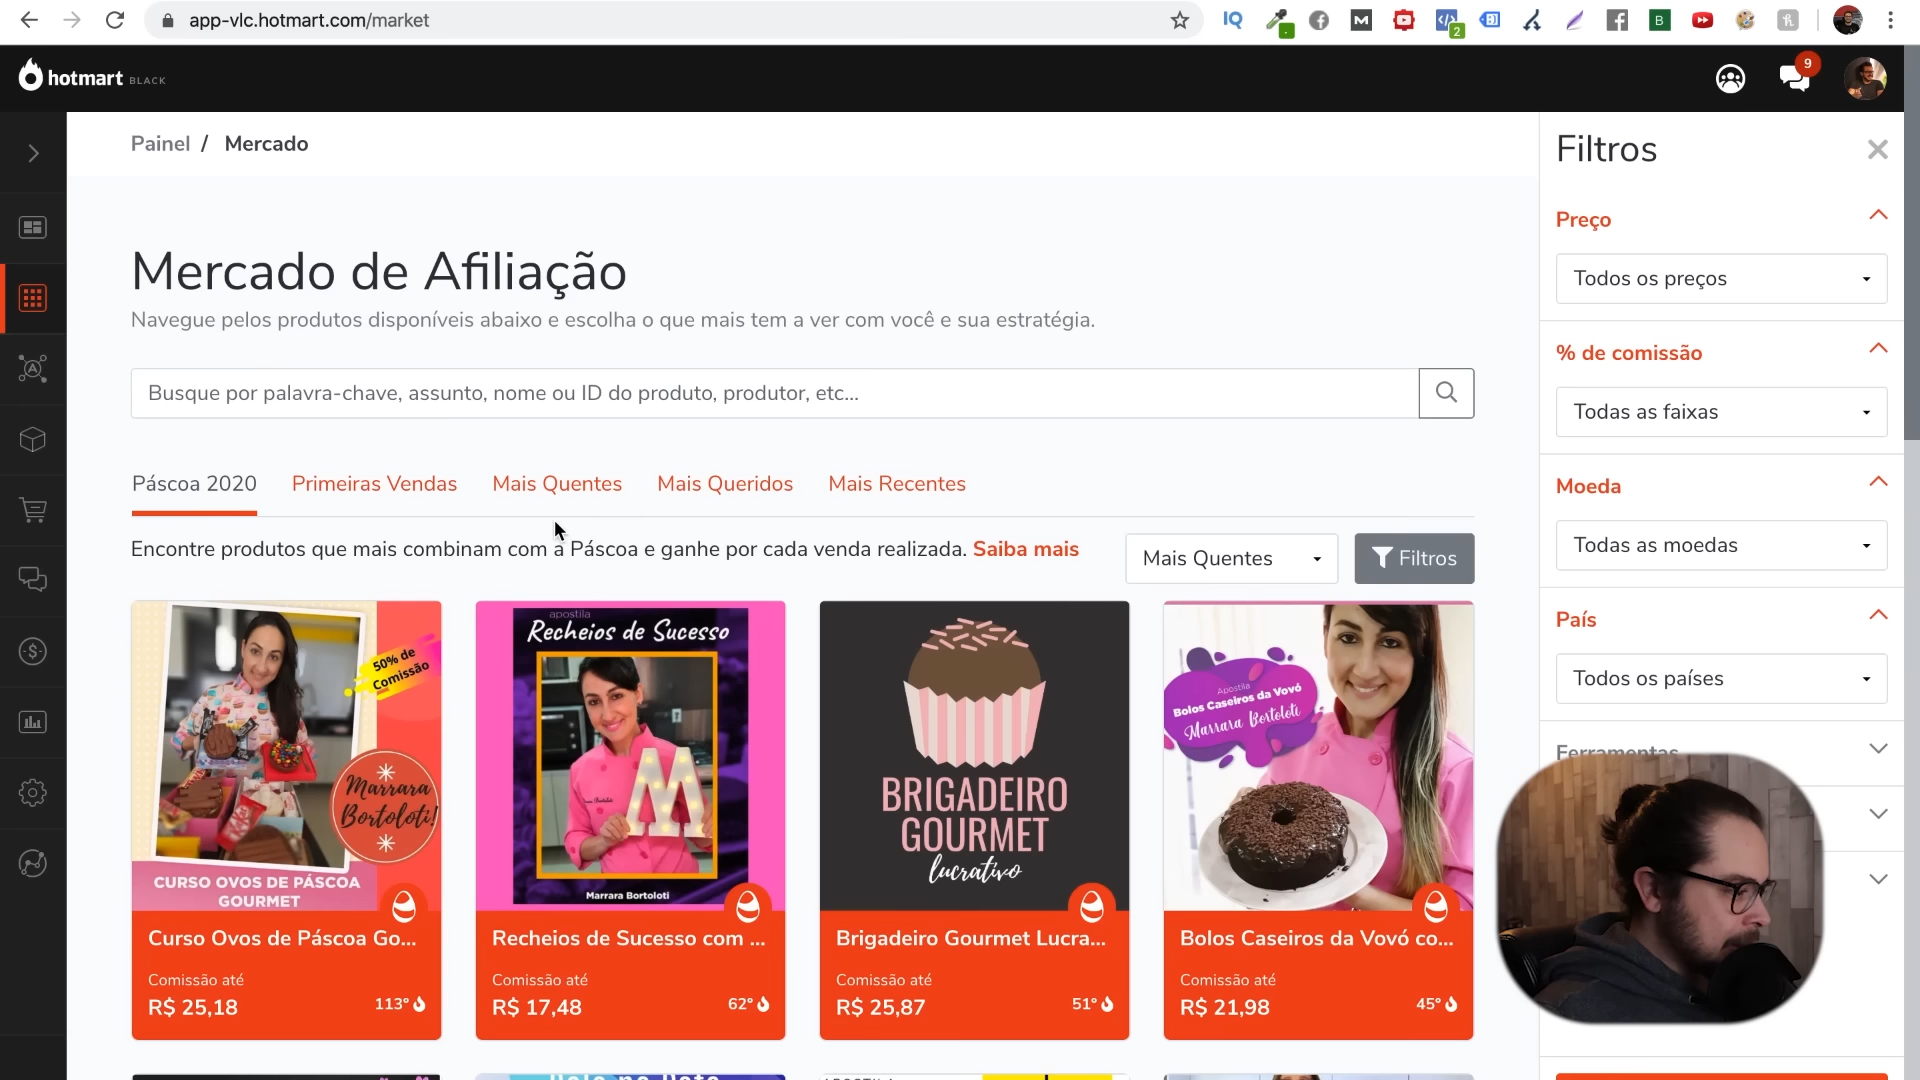 app-vlc.hotmart.com/market
2
B
hotmart BLACK
9
Painel / Mercado
Mercado de Afiliação
Navegue pelos produtos disponíveis abaixo e escolha o que mais tem a ver com você e sua estratégia.
Busque por palavra-chave, assunto, nome ou ID do produto, produtor, etc...
Páscoa 2020 Primeiras Vendas Mais Quentes Mais Queridos Mais Recentes
Encontre produtos que mais combinam com a Páscoa e ganhe por cada venda realizada. Saiba mais
Mais Quentes
Filtros
50% de
Comissão
Marrara
Bortoloti!
CURSO OVOS DE PÁSCOA
GOURMET
Curso Ovos de Páscoa Go...
Comissão até
R$ 25,18
113°
apostila
Recheios de Sucesso
Marrara Bortoloti
Recheios de Sucesso com ...
Comissão até
R$ 17,48
62°
BRIGADEIRO
GOURMET
lucrativo
Brigadeiro Gourmet Lucra...
Comissão até
R$ 25,87
51°
Apostila
Bolos Caseiros da Vovó
Marrara Bortoloti
Bolos Caseiros da Vovó co...
Comissão até
R$ 21,98
45°
Filtros
Preço
Todos os preços
% de comissão
Todas as faixas
Moeda
Todas as moedas
País
Todos os países
Ferramentas